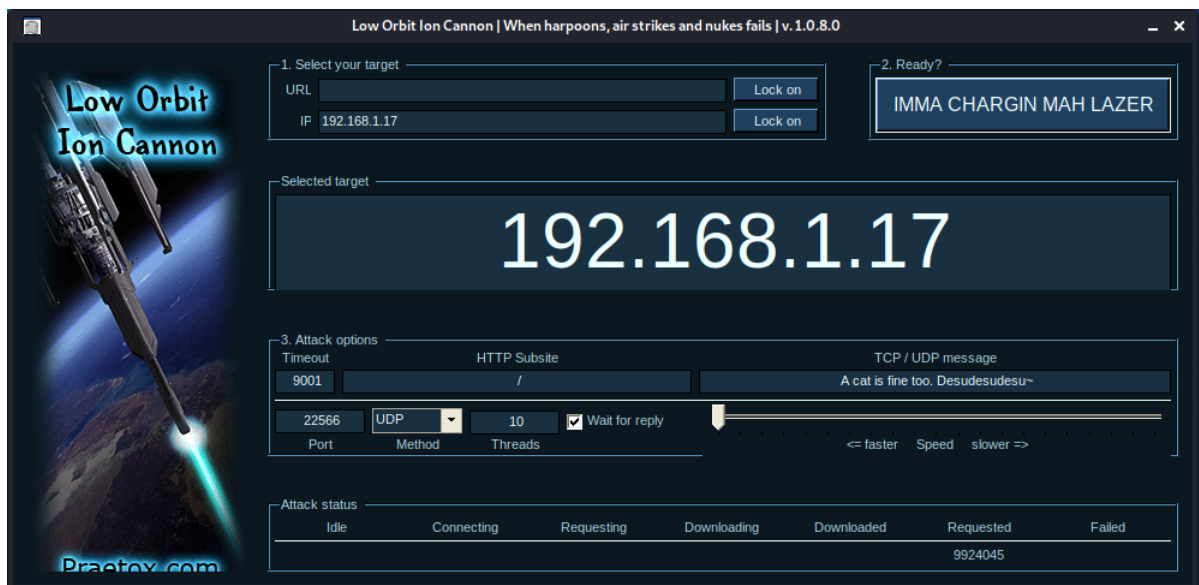 Low Orbit Ion Cannon | When harpoons, air strikes and nukes fails | v. 1.0.8.0
Low Orbit
Ion Cannon
Praetox.com
1. Select your target
URL Lock on
IP 192.168.1.17 Lock on
2. Ready?
IMMA CHARGIN MAH LAZER
Selected target
192.168.1.17
3. Attack options
Timeout HTTP Subsite TCP / UDP message
9001 / A cat is fine too. Desudesudesu~
22566 UDP 10 Wait for reply
Port Method Threads <= faster Speed slower =>
Attack status
Idle Connecting Requesting Downloading Downloaded Requested Failed
9924045